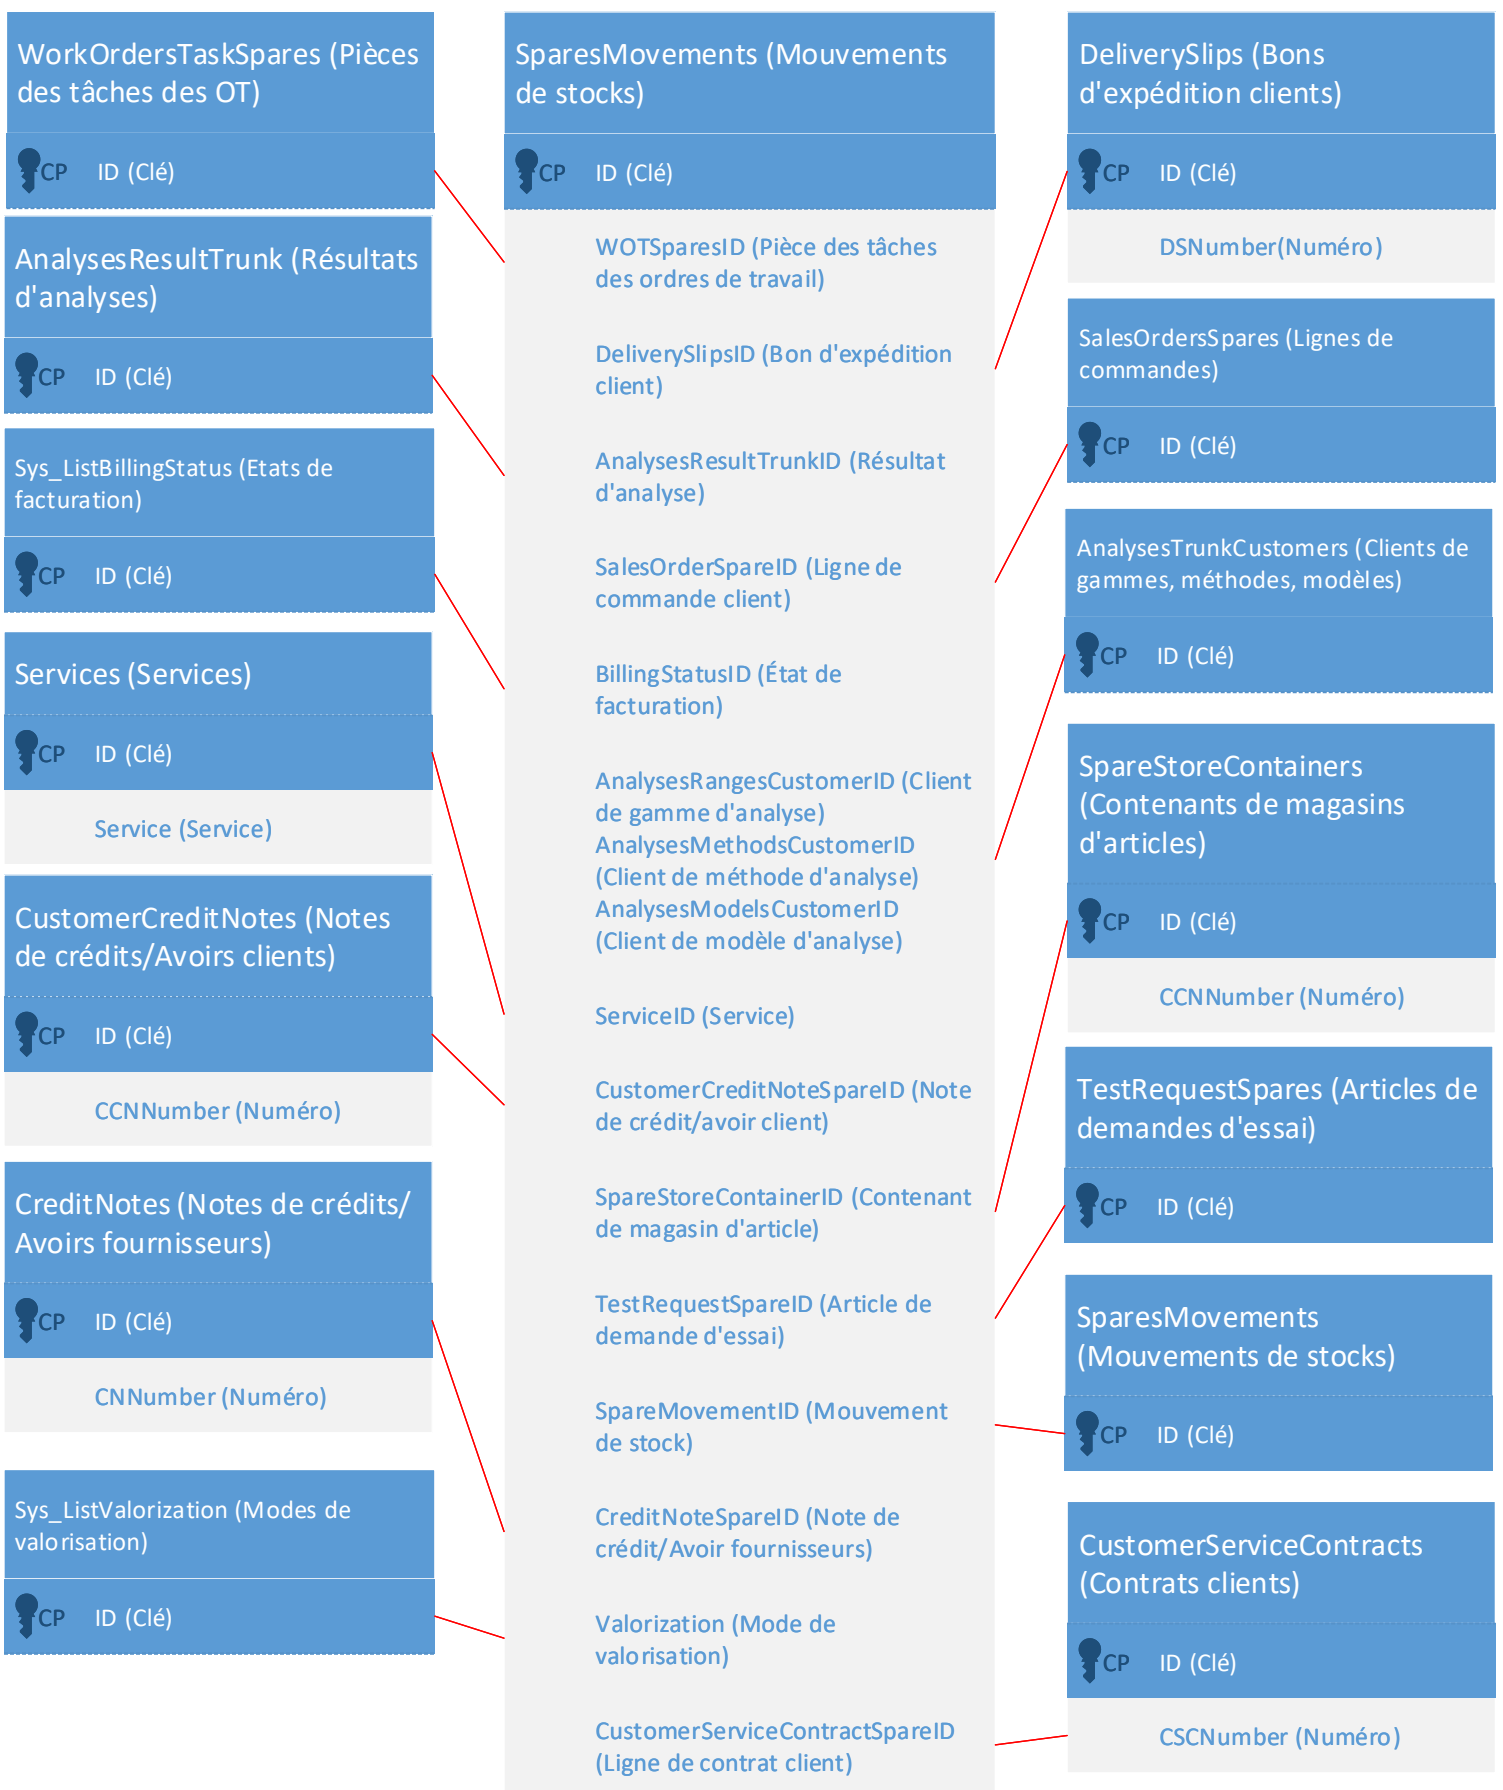 WorkOrdersTaskSpares (Pièces
des tâches des OT)
CP ID (Clé)
AnalysesResultTrunk (Résultats
d'analyses)
CP ID (Clé)
Sys_ListBillingStatus (Etats de
facturation)
CP ID (Clé)
Services (Services)
CP ID (Clé)
Service (Service)
CustomerCreditNotes (Notes
de crédits/Avoirs clients)
CP ID (Clé)
CCNNumber (Numéro)
CreditNotes (Notes de crédits/
Avoirs fournisseurs)
CP ID (Clé)
CNNumber (Numéro)
Sys_ListValorization (Modes de
valorisation)
CP ID (Clé)
SparesMovements (Mouvements
de stocks)
CP ID (Clé)
WOTSparesID (Pièce des tâches
des ordres de travail)
DeliverySlipsID (Bon d'expédition
client)
AnalysesResultTrunkID (Résultat
d'analyse)
SalesOrderSpareID (Ligne de
commande client)
BillingStatusID (État de
facturation)
AnalysesRangesCustomerID (Client
de gamme d'analyse)
AnalysesMethodsCustomerID
(Client de méthode d'analyse)
AnalysesModelsCustomerID
(Client de modèle d'analyse)
ServiceID (Service)
CustomerCreditNoteSpareID (Note
de crédit/avoir client)
SpareStoreContainerID (Contenant
de magasin d'article)
TestRequestSpareID (Article de
demande d'essai)
SpareMovementID (Mouvement
de stock)
CreditNoteSpareID (Note de
crédit/Avoir fournisseurs)
Valorization (Mode de
valorisation)
CustomerServiceContractSpareID
(Ligne de contrat client)
DeliverySlips (Bons
d'expédition clients)
CP ID (Clé)
DSNumber(Numéro)
SalesOrdersSpares (Lignes de
commandes)
CP ID (Clé)
AnalysesTrunkCustomers (Clients de
gammes, méthodes, modèles)
CP ID (Clé)
SpareStoreContainers
(Contenants de magasins
d'articles)
CP ID (Clé)
CCNNumber (Numéro)
TestRequestSpares (Articles de
demandes d'essai)
CP ID (Clé)
SparesMovements
(Mouvements de stocks)
CP ID (Clé)
CustomerServiceContracts
(Contrats clients)
CP ID (Clé)
CSCNumber (Numéro)